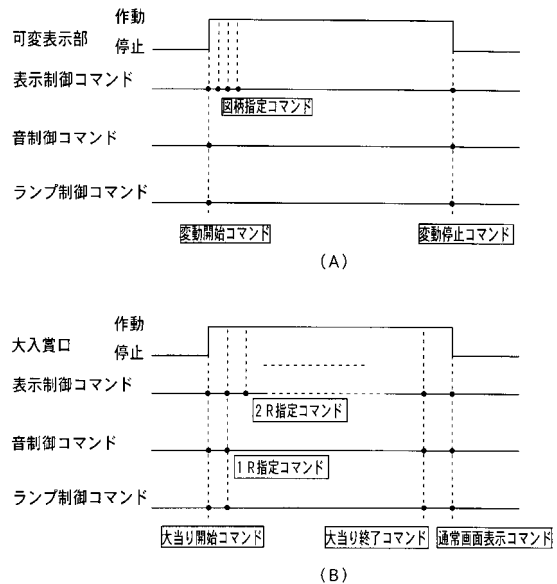 作動
可変表示部
停止
表示制御コマンド
図柄指定コマンド
音制御コマンド
ランプ制御コマンド
変動開始コマンド 変動停止コマンド
(A)
作動
大入賞口
停止
表示制御コマンド
2R指定コマンド
音制御コマンド
1R指定コマンド
ランプ制御コマンド
大当り開始コマンド 大当り終了コマンド 通常画面表示コマンド
(B)